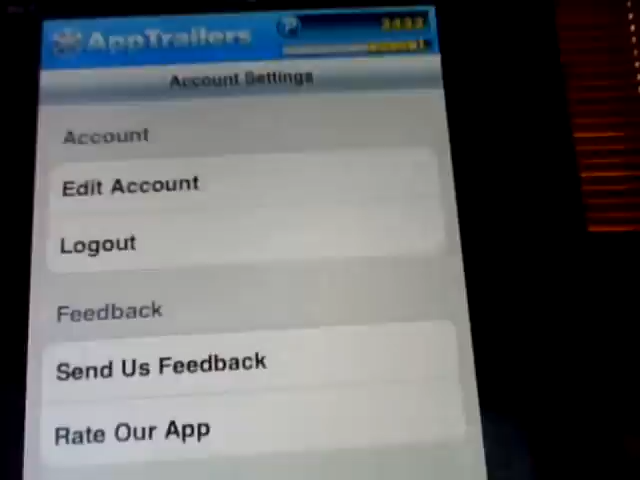 AppTrailers
Account Settings
Account
Edit Account
Logout
Feedback
Send Us Feedback
Rate Our App